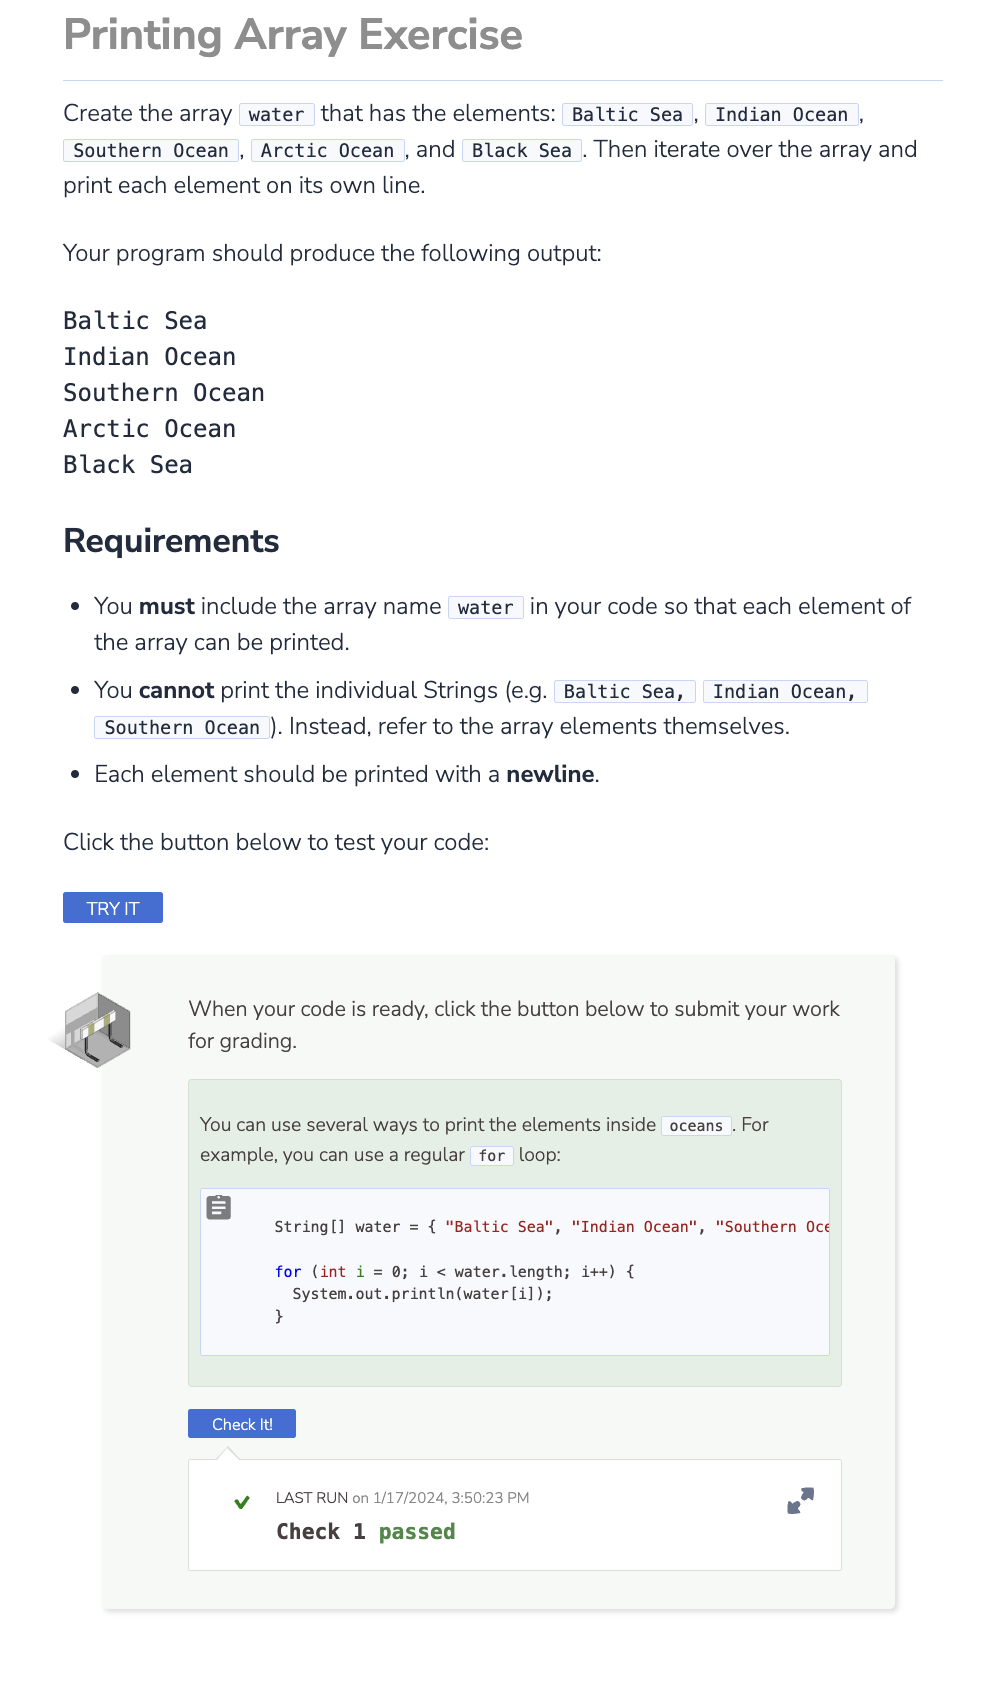 Printing Array Exercise
Create the array water that has the elements: Baltic Sea, Indian Ocean,
Southern Ocean, Arctic Ocean, and Black Sea. Then iterate over the array and
print each element on its own line.
Your program should produce the following output:
Baltic Sea
Indian Ocean
Southern Ocean
Arctic Ocean
Black Sea
Requirements
• You must include the array name water in your code so that each element of
the array can be printed.
• You cannot print the individual Strings (e.g. Baltic Sea, Indian Ocean,
Southern Ocean). Instead, refer to the array elements themselves.
• Each element should be printed with a newline.
Click the button below to test your code:
TRY IT
When your code is ready, click the button below to submit your work
for grading.
You can use several ways to print the elements inside oceans. For
example, you can use a regular for loop:
String[] water = { "Baltic Sea", "Indian Ocean", "Southern Oce
for (int i = 0; i < water.length; i++) {
System.out.println(water[i]);
}
Check It!
LAST RUN on 1/17/2024, 3:50:23 PM
Check 1 passed